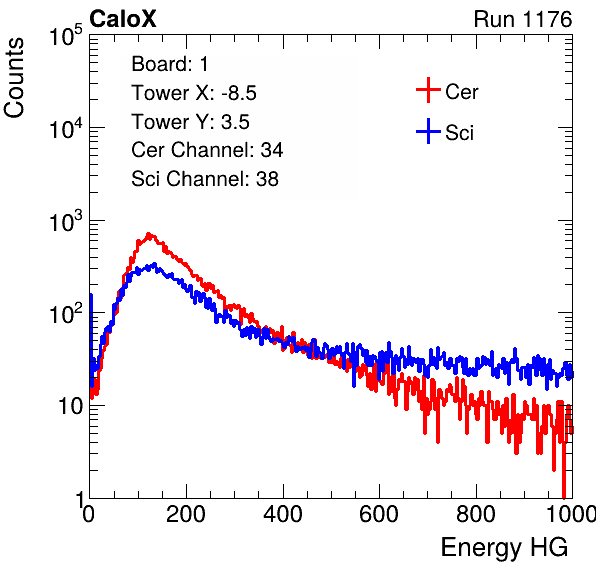 CaloX Run 1176
Counts
10^5
10^4
10^3
10^2
10
1
Board: 1
Tower X: -8.5
Tower Y: 3.5
Cer Channel: 34
Sci Channel: 38
Cer
Sci
0 200 400 600 800 1000
Energy HG